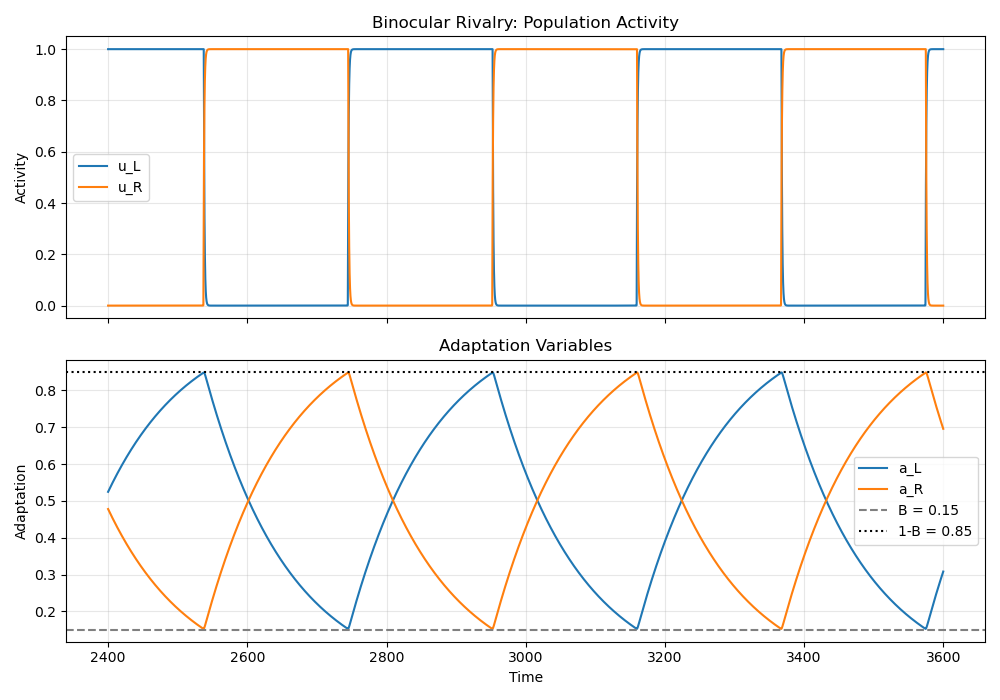 Binocular Rivalry: Population Activity
1.0
0.8
0.6
0.4
0.2
0.0
Activity
u_L
u_R
Adaptation Variables
0.8
0.7
0.6
0.5
0.4
0.3
0.2
Adaptation
a_L
a_R
B = 0.15
1-B = 0.85
2400 2600 2800 3000 3200 3400 3600
Time